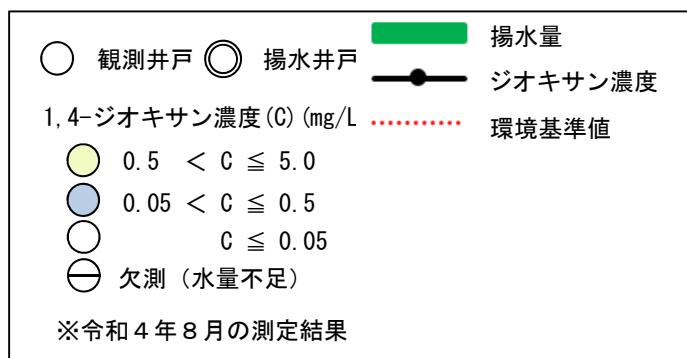 観測井戸 揚水井戸
揚水量
ジオキサン濃度
環境基準値
1,4-ジオキサン濃度(C)(mg/L
0.5 < C ≦ 5.0
0.05 < C ≦ 0.5
C ≦ 0.05
欠測（水量不足）
※令和４年８月の測定結果